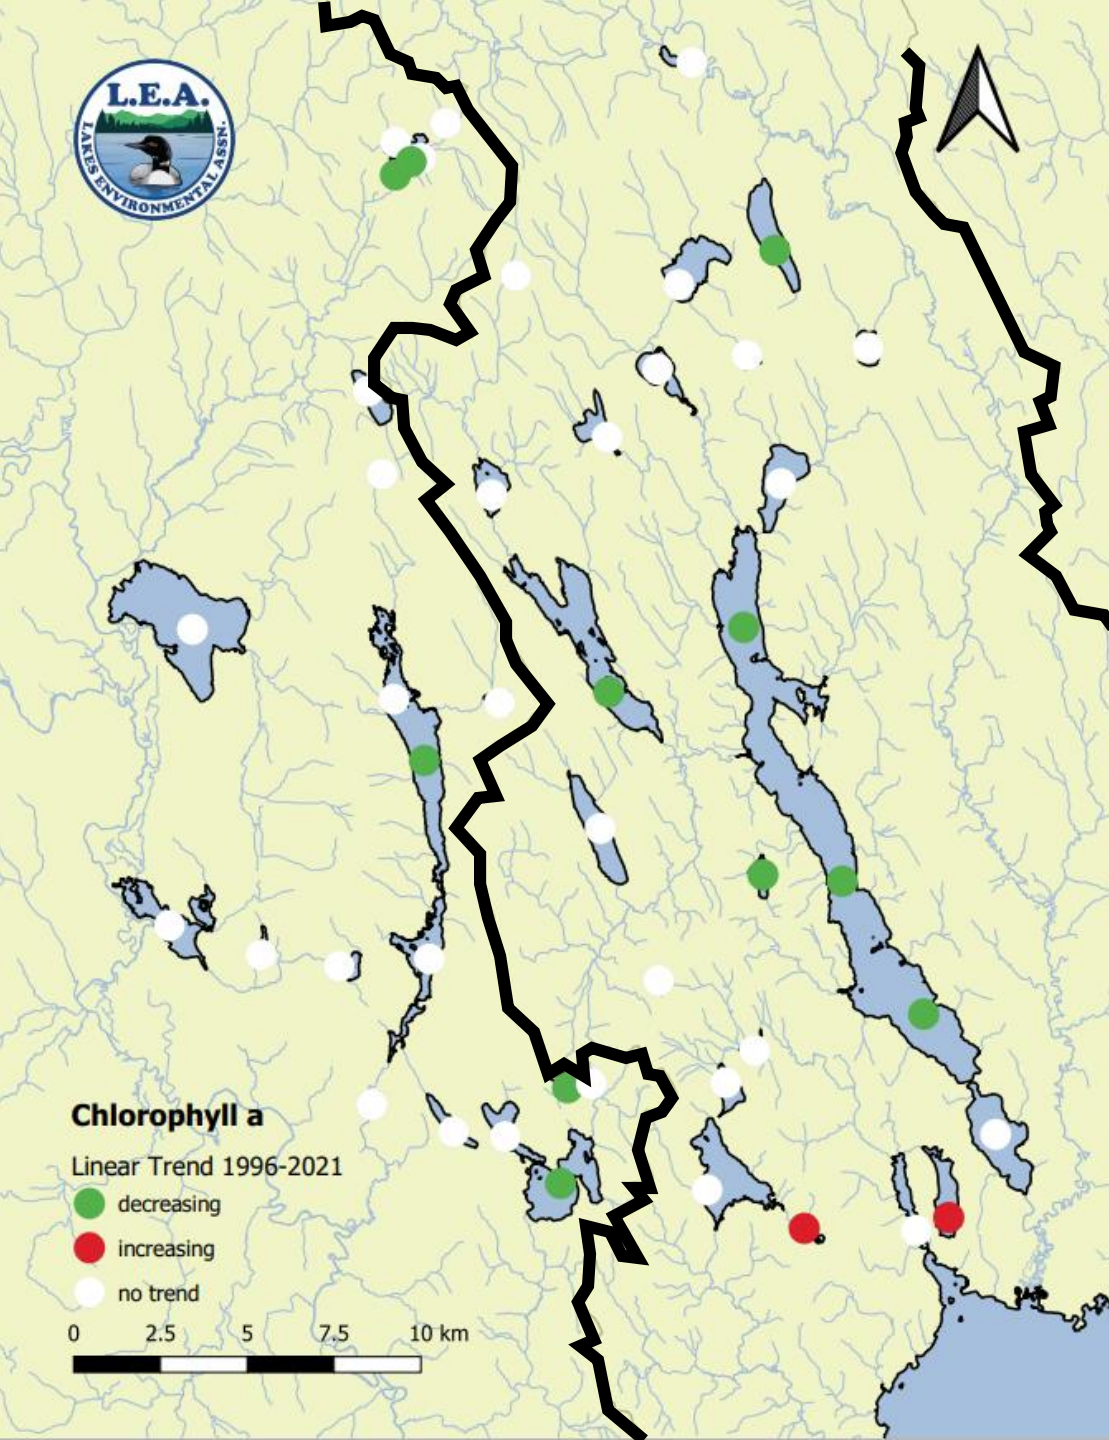 L.E.A.
LAKES ENVIRONMENTAL ASSN.
Chlorophyll a
Linear Trend 1996-2021
decreasing
increasing
no trend
0 2.5 5 7.5 10 km